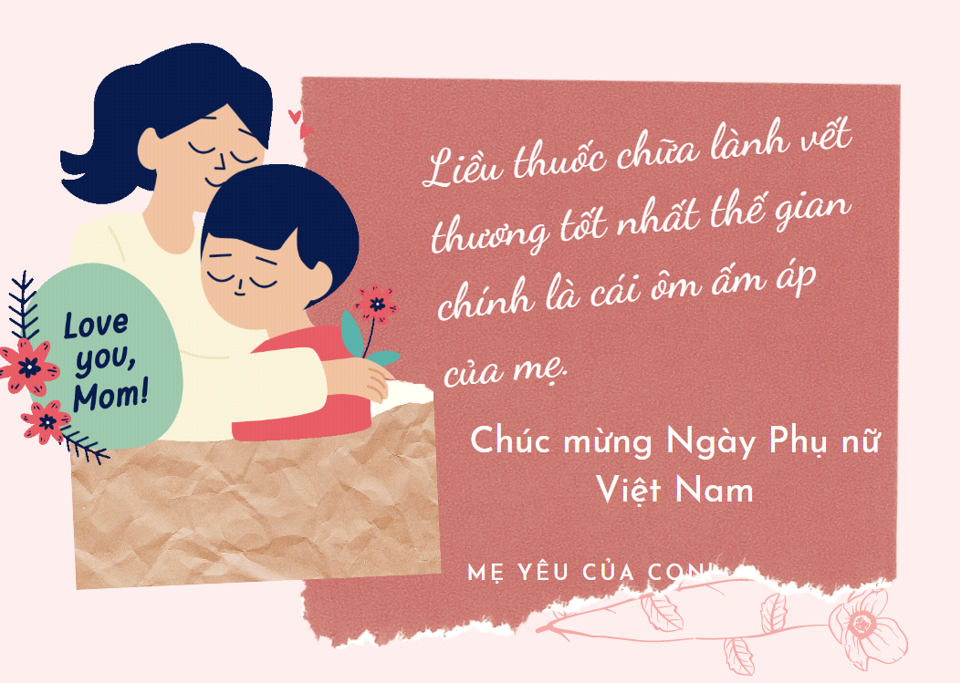 Liều thuốc chữa lành vết
thương tốt nhất thế gian
chính là cái ôm ấm áp
của mẹ.
Love
you,
Mom!
Chúc mừng Ngày Phụ nữ
Việt Nam
MẸ YÊU CỦA CON!